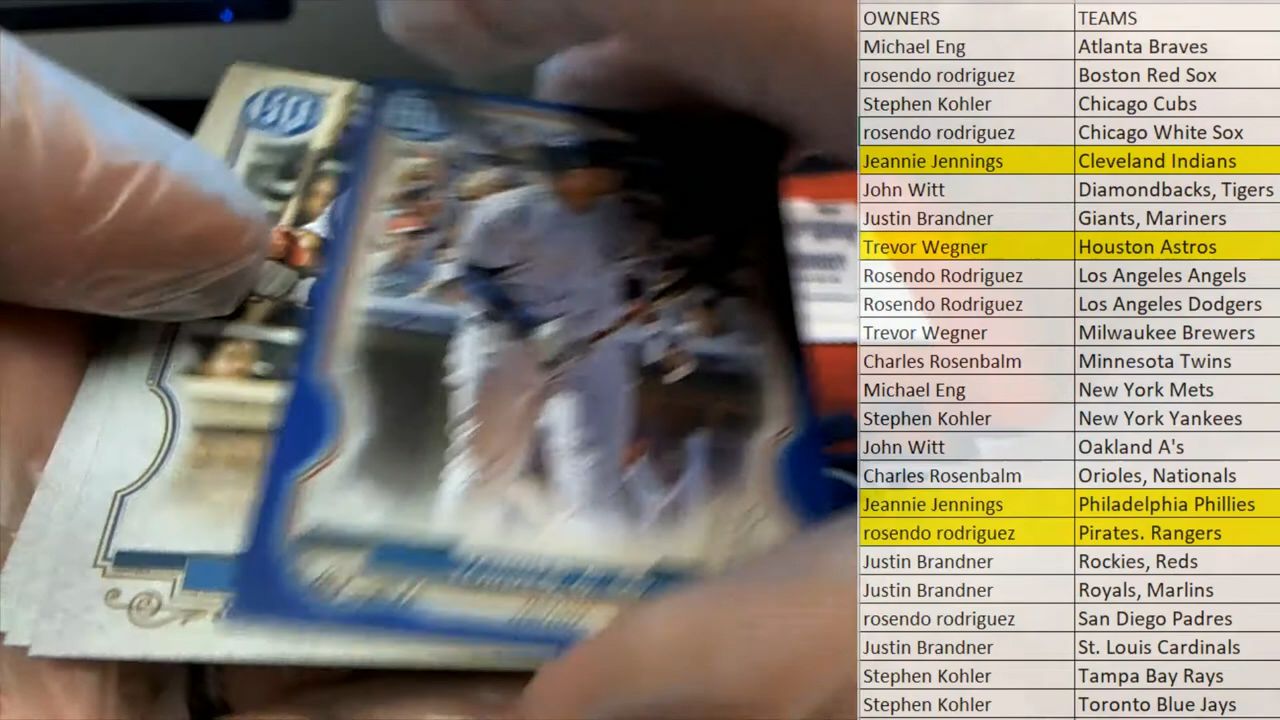 OWNERS TEAMS
Michael Eng Atlanta Braves
rosendo rodriguez Boston Red Sox
Stephen Kohler Chicago Cubs
rosendo rodriguez Chicago White Sox
Jeannie Jennings Cleveland Indians
John Witt Diamondbacks, Tigers
Justin Brandner Giants, Mariners
Trevor Wegner Houston Astros
Rosendo Rodriguez Los Angeles Angels
Rosendo Rodriguez Los Angeles Dodgers
Trevor Wegner Milwaukee Brewers
Charles Rosenbalm Minnesota Twins
Michael Eng New York Mets
Stephen Kohler New York Yankees
John Witt Oakland A's
Charles Rosenbalm Orioles, Nationals
Jeannie Jennings Philadelphia Phillies
rosendo rodriguez Pirates. Rangers
Justin Brandner Rockies, Reds
Justin Brandner Royals, Marlins
rosendo rodriguez San Diego Padres
Justin Brandner St. Louis Cardinals
Stephen Kohler Tampa Bay Rays
Stephen Kohler Toronto Blue Jays